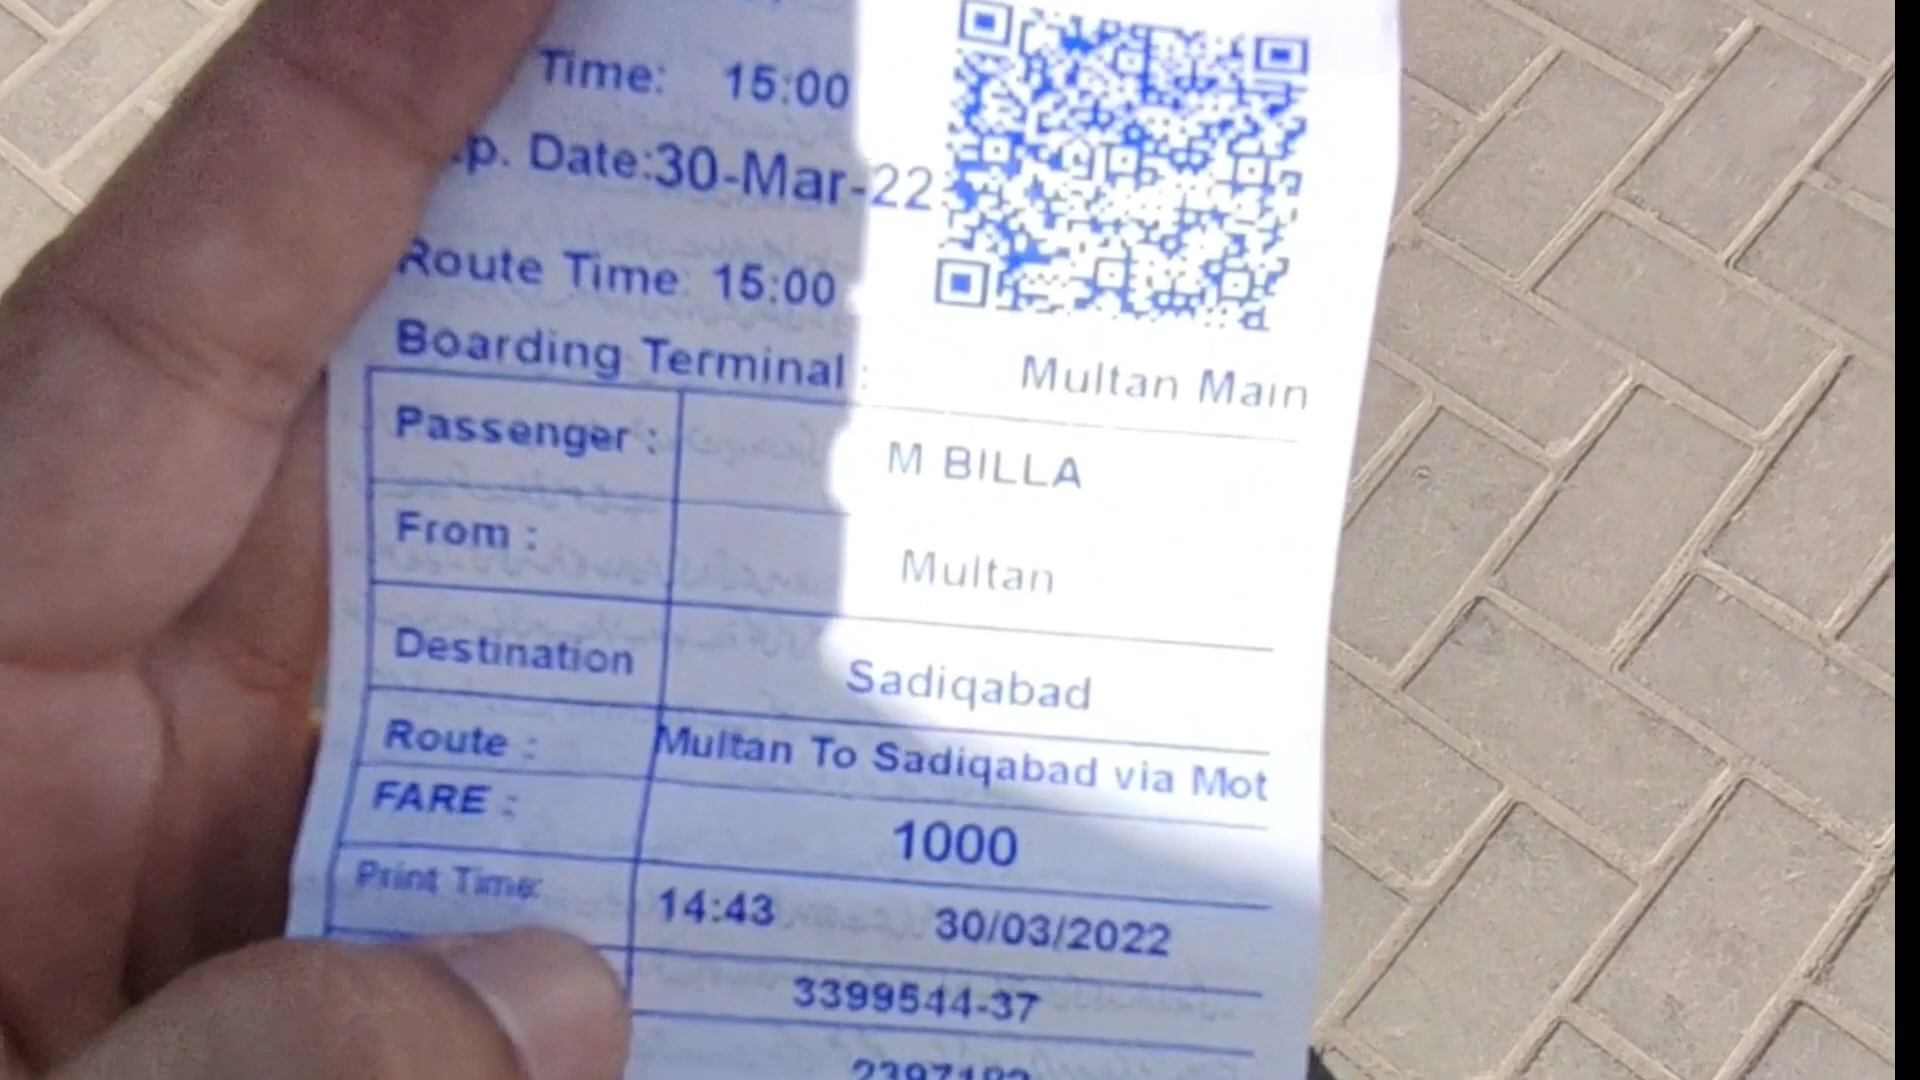 Time: 15:00
p. Date:30-Mar-22
Route Time: 15:00
Boarding Terminal : Multan Main
Passenger : M BILLA
From : Multan
Destination Sadiqabad
Route : Multan To Sadiqabad via Mot
FARE : 1000
Print Time: 14:43 30/03/2022
3399544-37